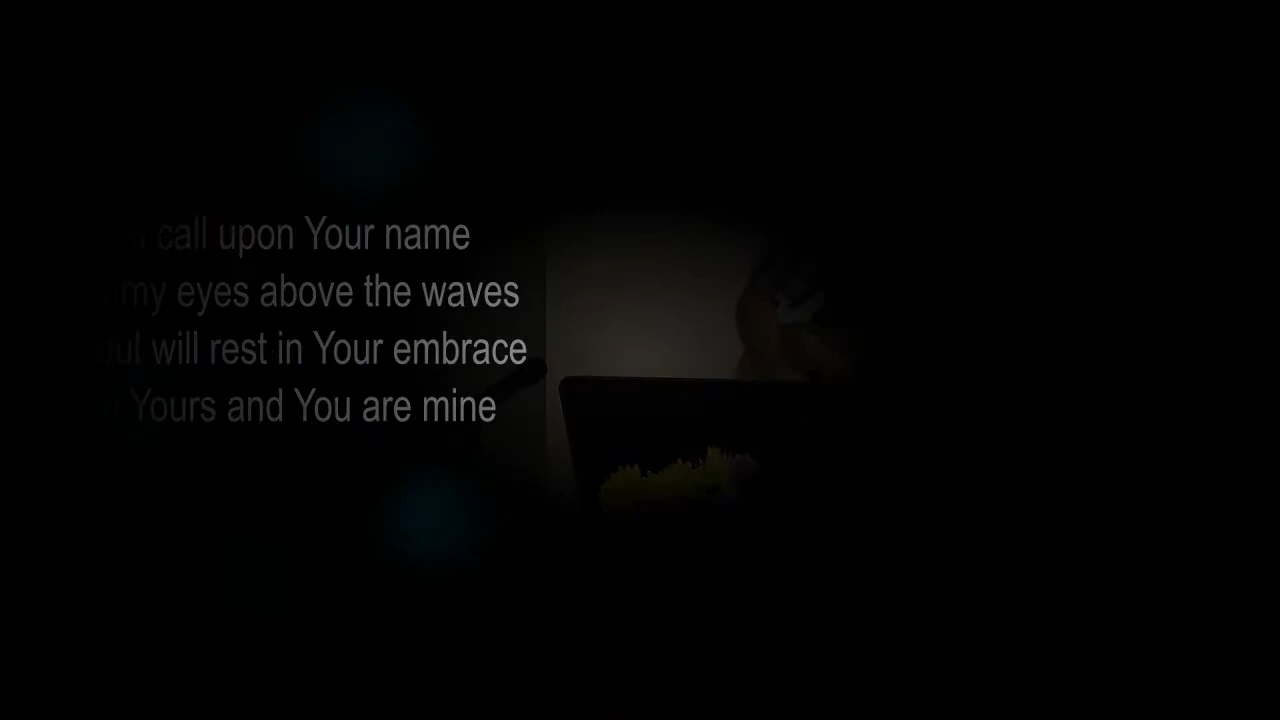 call upon Your name
my eyes above the waves
will rest in Your embrace
Yours and You are mine